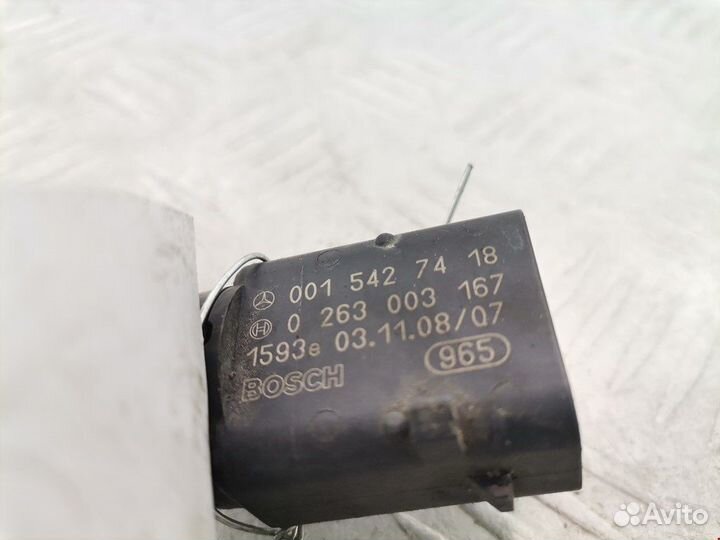 001 542 74 18
0 263 003 167
1593e 03.11.08/07
BOSCH 965
Avito